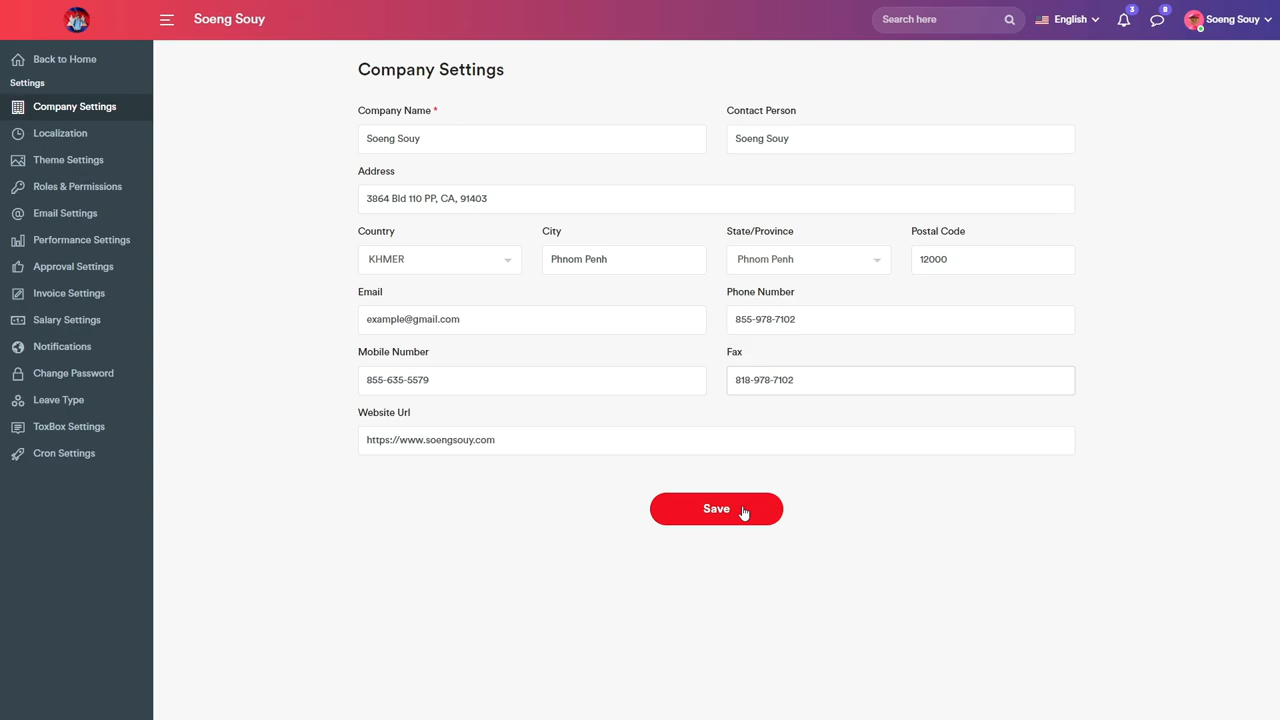 Soeng Souy
Search here
English
3
8
Soeng Souy
Back to Home
Settings
Company Settings
Localization
Theme Settings
Roles & Permissions
Email Settings
Performance Settings
Approval Settings
Invoice Settings
Salary Settings
Notifications
Change Password
Leave Type
ToxBox Settings
Cron Settings
Company Settings
Company Name *
Contact Person
Soeng Souy
Soeng Souy
Address
3864 Bld 110 PP, CA, 91403
Country
City
State/Province
Postal Code
KHMER
Phnom Penh
Phnom Penh
12000
Email
Phone Number
example@gmail.com
855-978-7102
Mobile Number
Fax
855-635-5579
818-978-7102
Website Url
https://www.soengsouy.com
Save